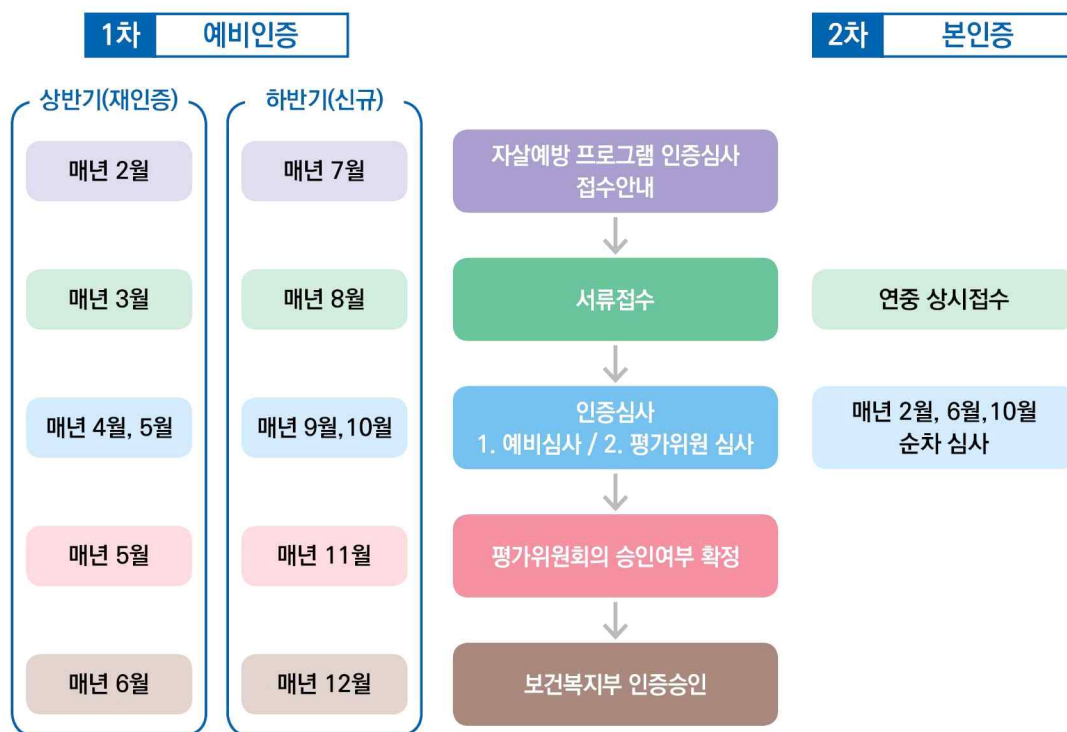 1차 예비인증 2차 본인증
상반기(재인증) 하반기(신규)
매년 2월 매년 7월 자살예방 프로그램 인증심사
접수안내
매년 3월 매년 8월 서류접수 연중 상시접수
매년 4월, 5월 매년 9월,10월 인증심사
1. 예비심사 / 2. 평가위원 심사
매년 2월, 6월,10월
순차 심사
매년 5월 매년 11월 평가위원회의 승인여부 확정
매년 6월 매년 12월 보건복지부 인증승인